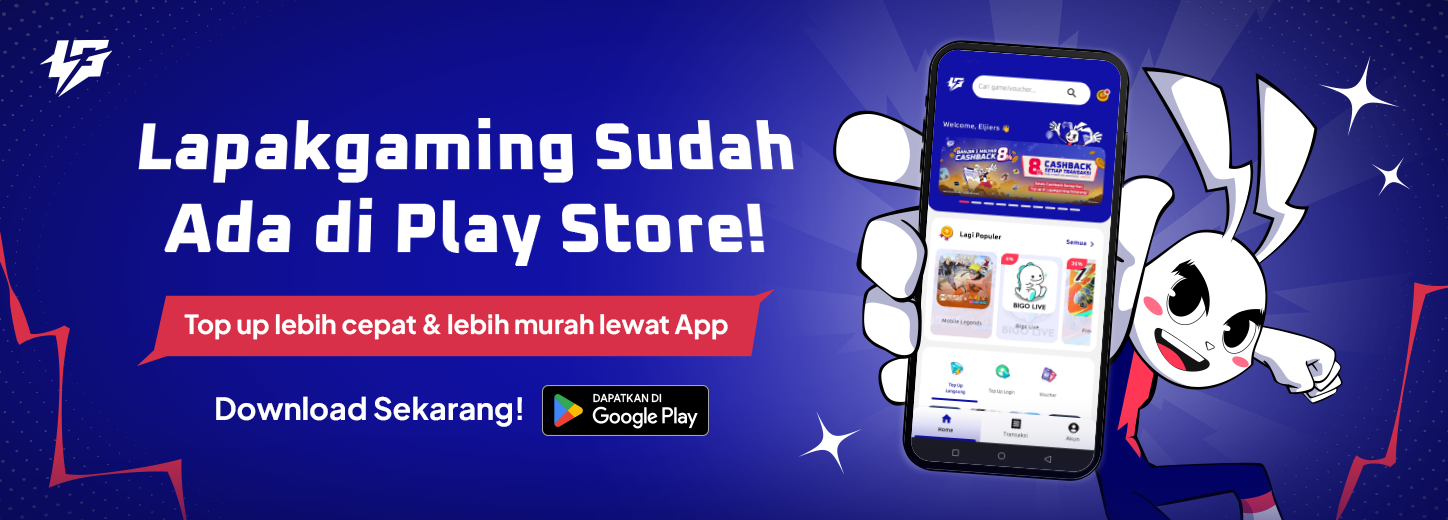 Lapakgaming Sudah
Ada di Play Store!
Top up lebih cepat & lebih murah lewat App
Download Sekarang!
DAPATKAN DI
Google Play
Cari game/voucher...
Welcome, Eljiers
CASHBACK 8%
8% CASHBACK
SETIAP TRANSAKSI
Lagi Populer
Semua
5%
BIGO LIVE
Mobile Legends
Bigo Live
Top Up
Langsung
Top Up Login
Voucher
Home
Transaksi
Akun